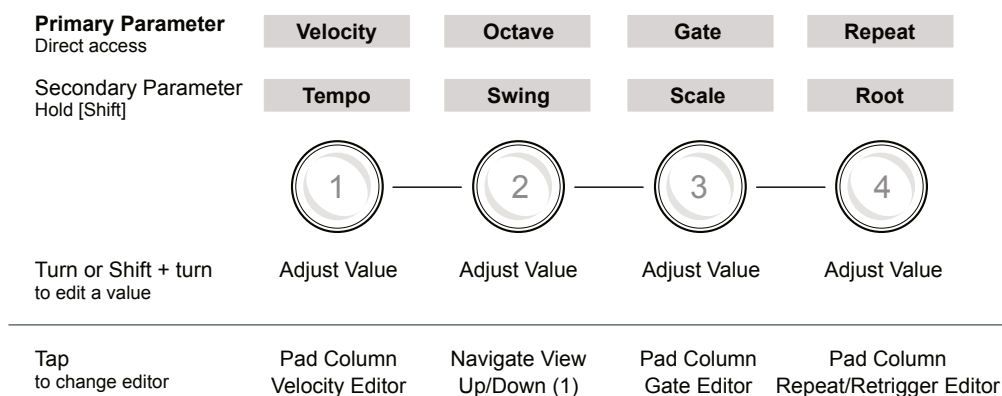 Primary Parameter
Direct access
Velocity Octave Gate Repeat
Secondary Parameter
Hold [Shift]
Tempo Swing Scale Root
1 2 3 4
Turn or Shift + turn
to edit a value
Adjust Value Adjust Value Adjust Value Adjust Value
Tap
to change editor
Pad Column Navigate View Pad Column Pad Column
Velocity Editor Up/Down (1) Gate Editor Repeat/Retrigger Editor